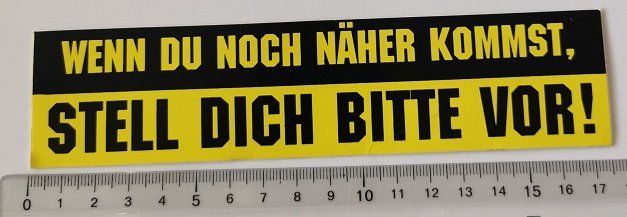 WENN DU NOCH NÄHER KOMMST,
STELL DICH BITTE VOR!
0 1 2 3 4 5 6 7 8 9 10 11 12 13 14 15 16 17